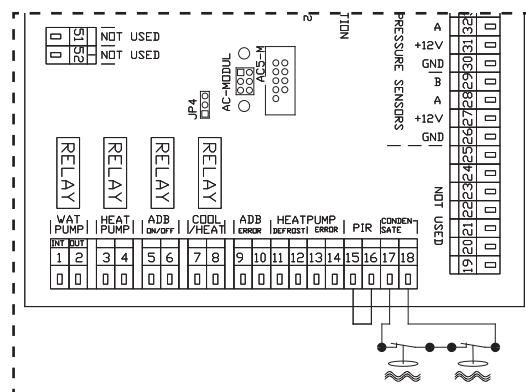 51 NOT USED
52 NOT USED
2
TION
AC-MODUL
AC5-M
JP4
PRESSURE SENSORS
A 32
+12V 31
GND 30
B 29
A 28
+12V 27
GND 26
25
24
NOT USED
23
22
21
20
19
RELAY RELAY RELAY RELAY
WAT PUMP HEAT PUMP ADB ON/OFF COOL /HEAT ADB ERROR HEATPUMP DEFROST ERROR PIR CONDEN SATE
INT OUT
1 2 3 4 5 6 7 8 9 10 11 12 13 14 15 16 17 18